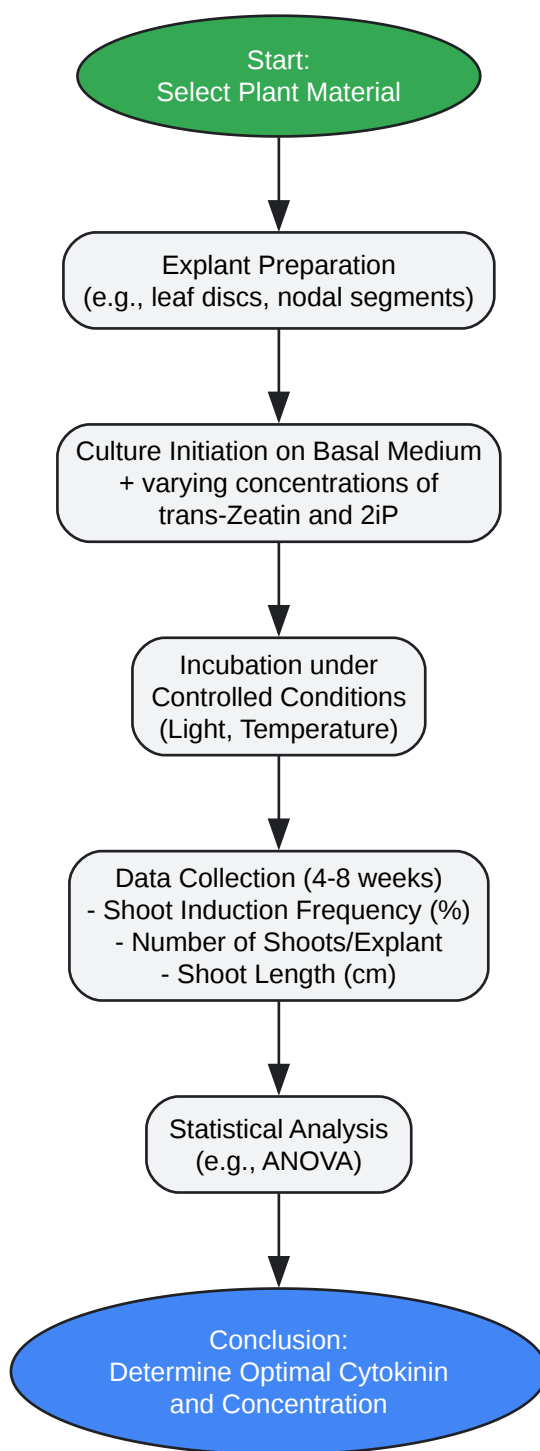 Start:
Select Plant Material
Explant Preparation
(e.g., leaf discs, nodal segments)
Culture Initiation on Basal Medium
+ varying concentrations of
trans-Zeatin and 2iP
Incubation under
Controlled Conditions
(Light, Temperature)
Data Collection (4-8 weeks)
- Shoot Induction Frequency (%)
- Number of Shoots/Explant
- Shoot Length (cm)
Statistical Analysis
(e.g., ANOVA)
Conclusion:
Determine Optimal Cytokinin
and Concentration